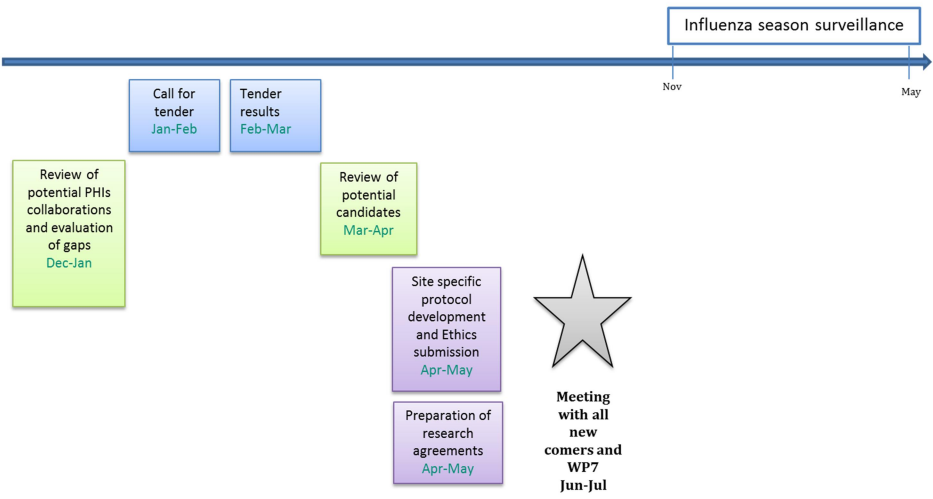 Influenza season surveillance
Nov
May
Call for
tender
Jan-Feb
Tender
results
Feb-Mar
Review of
potential PHIs
collaborations
and evaluation
of gaps
Dec-Jan
Review of
potential
candidates
Mar-Apr
Site specific
protocol
development
and Ethics
submission
Apr-May
Preparation of
research
agreements
Apr-May
Meeting
with all
new
comers and
WP7
Jun-Jul